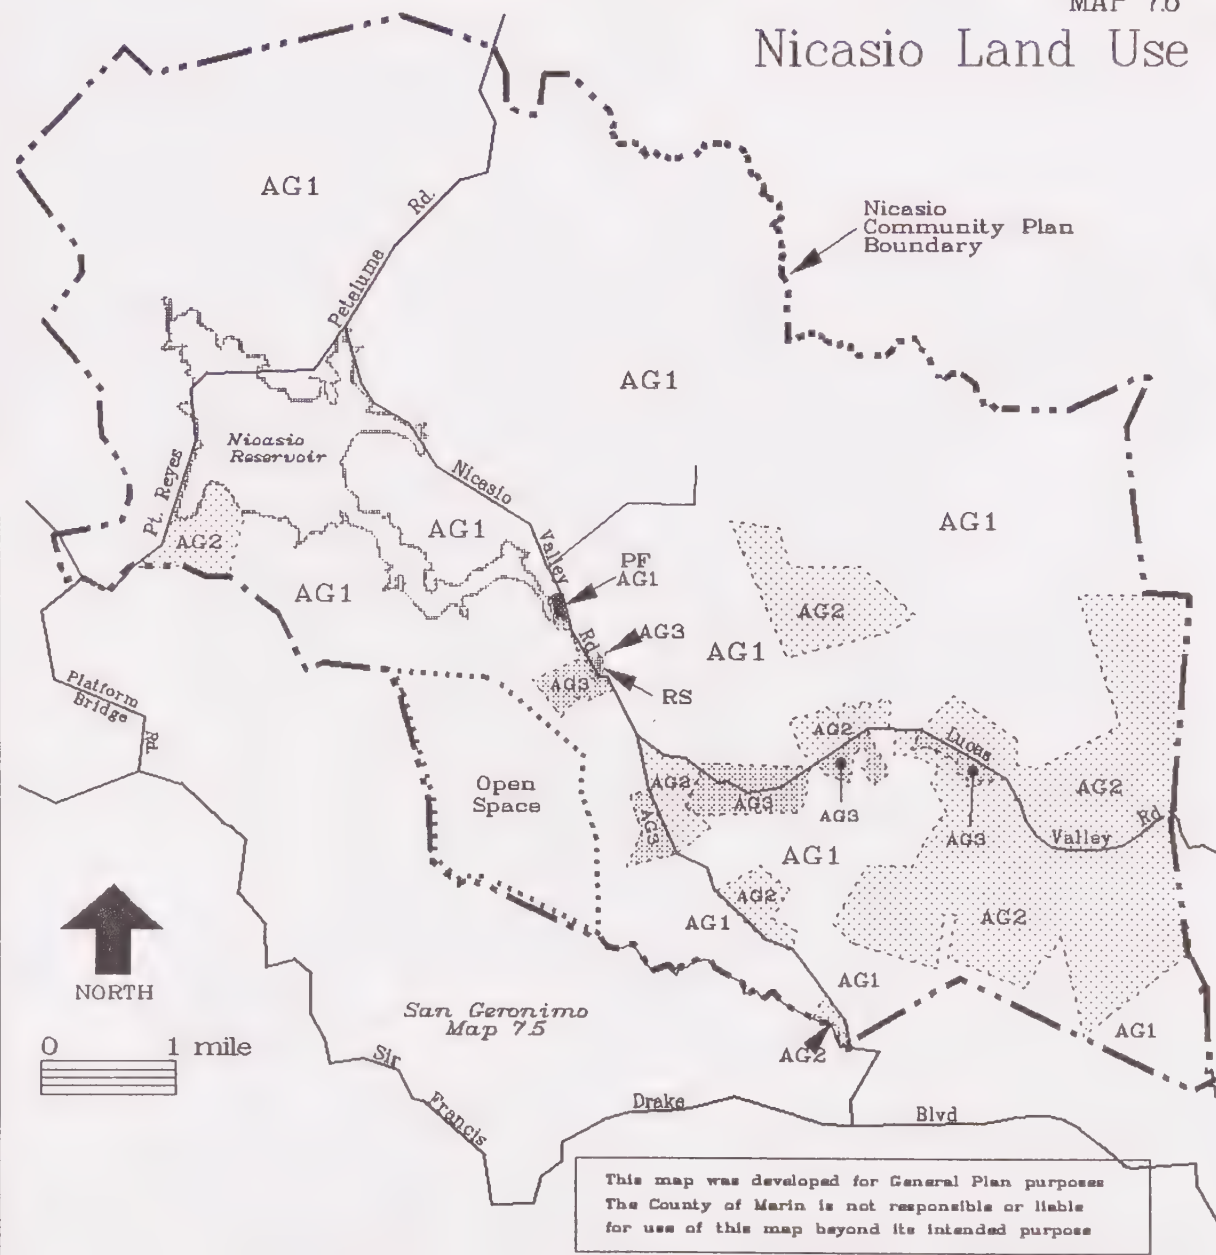 MAP 7.6
Nicasio Land Use
AG1
Petaluma Rd.
Nicasio
Community Plan
Boundary
AG1
Nicasio
Reservoir
Pt. Reyes
Nicasio Valley Rd
AG1
AG1
AG2
AG1
PF
AG1
AG2
AG3
AG1
AG3
RS
Platform
Bridge
Rd
Open
Space
AG2
Lucas Valley Rd
AG2
AG2
AG3
AG3
AG3
AG3
AG1
AG2
AG1
AG2
NORTH
AG1
San Geronimo
Map 7.5
AG1
AG2
0 1 mile
Sir Francis Drake Blvd
This map was developed for General Plan purposes
The County of Marin is not responsible or liable
for use of this map beyond its intended purpose